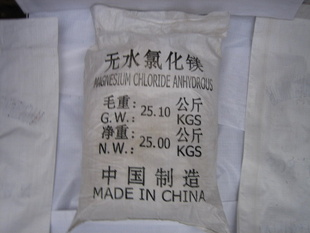 无水氯化镁
MAGNESIUM CHLORIDE ANHYDROUS
毛重: 25.10 公斤
G.W.: KGS
净重: 25.00 公斤
N.W.: KGS
中国制造
MADE IN CHINA